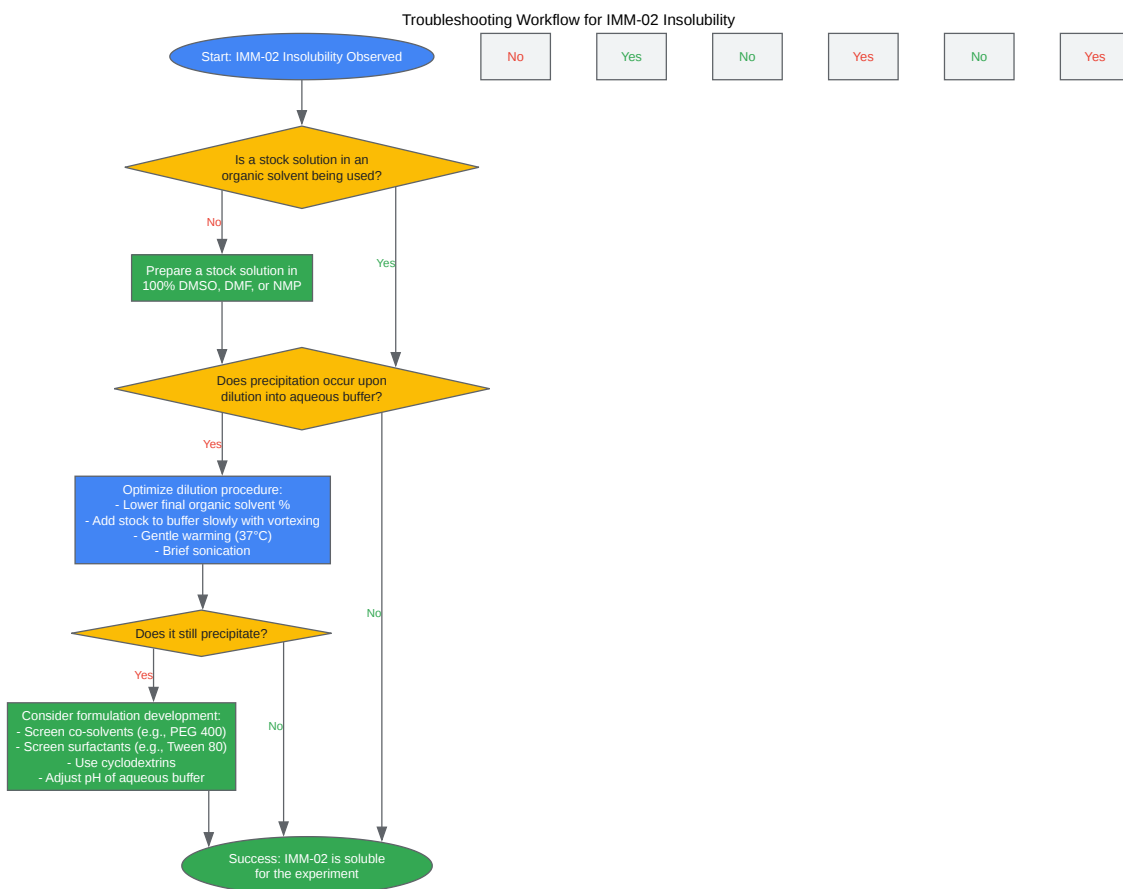 Troubleshooting Workflow for IMM-02 Insolubility
Start: IMM-02 Insolubility Observed
No
Yes
No
Yes
No
Yes
Is a stock solution in an
organic solvent being used?
No
Yes
Prepare a stock solution in
100% DMSO, DMF, or NMP
Does precipitation occur upon
dilution into aqueous buffer?
Yes
No
Optimize dilution procedure:
- Lower final organic solvent %
- Add stock to buffer slowly with vortexing
- Gentle warming (37°C)
- Brief sonication
Does it still precipitate?
Yes
No
Consider formulation development:
- Screen co-solvents (e.g., PEG 400)
- Screen surfactants (e.g., Tween 80)
- Use cyclodextrins
- Adjust pH of aqueous buffer
Success: IMM-02 is soluble
for the experiment